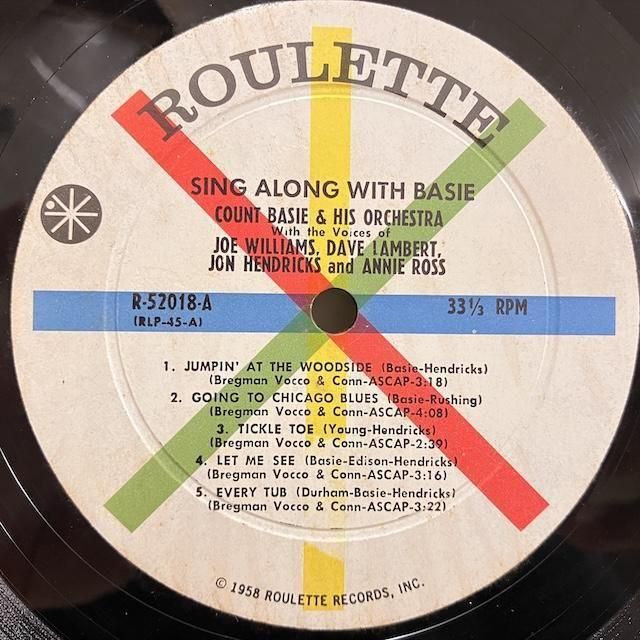 ROULETTE
SING ALONG WITH BASIE
COUNT BASIE & HIS ORCHESTRA
With the Voices of
JOE WILLIAMS, DAVE LAMBERT,
JON HENDRICKS and ANNIE ROSS
R-52018-A 33⅓ RPM
(RLP-45-A)
1. JUMPIN' AT THE WOODSIDE (Basie-Hendricks)
(Bregman Vocco & Conn-ASCAP-3:18)
2. GOING TO CHICAGO BLUES (Basie-Rushing)
(Bregman Vocco & Conn-ASCAP-4:08)
3. TICKLE TOE (Young-Hendricks)
(Bregman Vocco & Conn-ASCAP-2:39)
4. LET ME SEE (Basie-Edison-Hendricks)
(Bregman Vocco & Conn-ASCAP-3:16)
5. EVERY TUB (Durham-Basie-Hendricks)
(Bregman Vocco & Conn-ASCAP-3:22)
© 1958 ROULETTE RECORDS, INC.